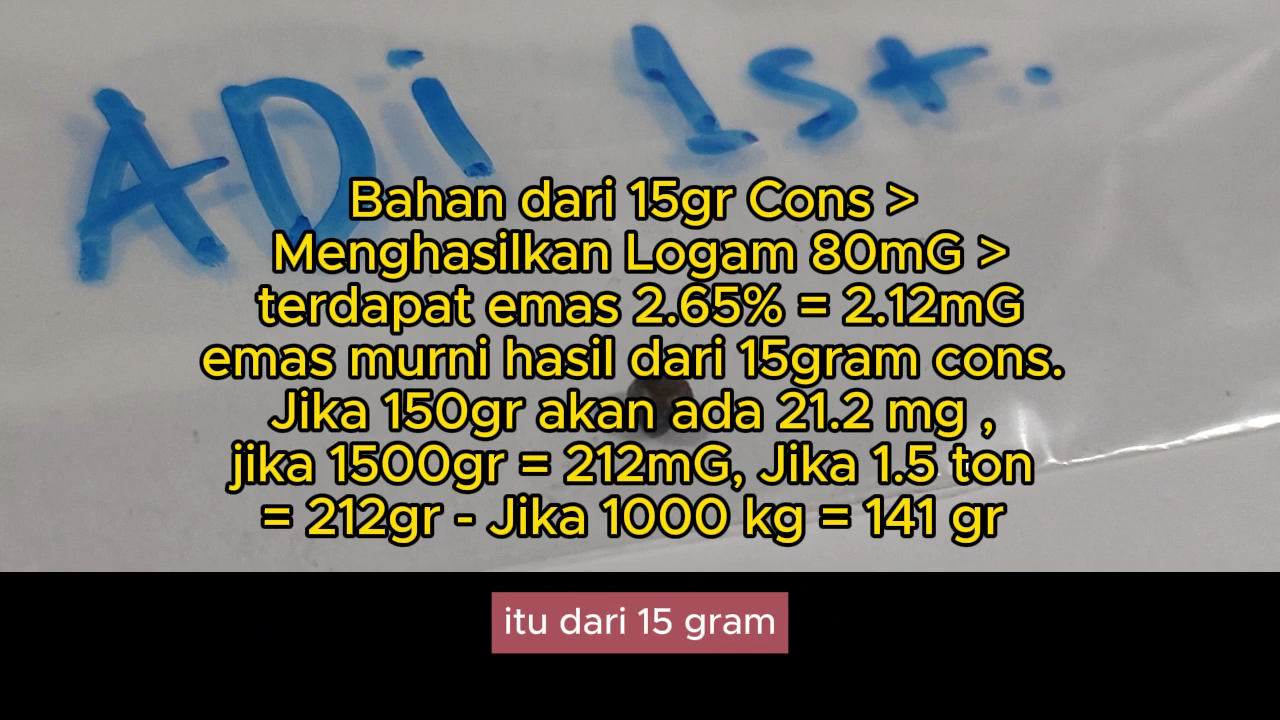 ADi 1st.
Bahan dari 15gr Cons >
Menghasilkan Logam 80mG >
terdapat emas 2.65% = 2.12mG
emas murni hasil dari 15gram cons.
Jika 150gr akan ada 21.2 mg ,
jika 1500gr = 212mG, Jika 1.5 ton
= 212gr - Jika 1000 kg = 141 gr
itu dari 15 gram